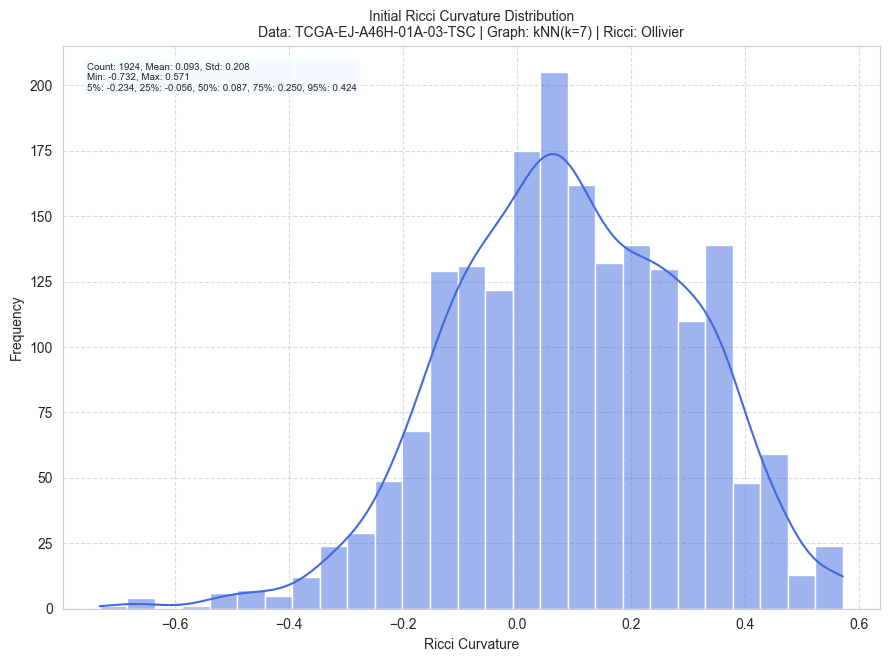 Initial Ricci Curvature Distribution
Data: TCGA-EJ-A46H-01A-03-TSC | Graph: kNN(k=7) | Ricci: Ollivier
Count: 1924, Mean: 0.093, Std: 0.208
Min: -0.732, Max: 0.571
5%: -0.234, 25%: -0.056, 50%: 0.087, 75%: 0.250, 95%: 0.424
Frequency
200
175
150
125
100
75
50
25
0
−0.6 −0.4 −0.2 0.0 0.2 0.4 0.6
Ricci Curvature